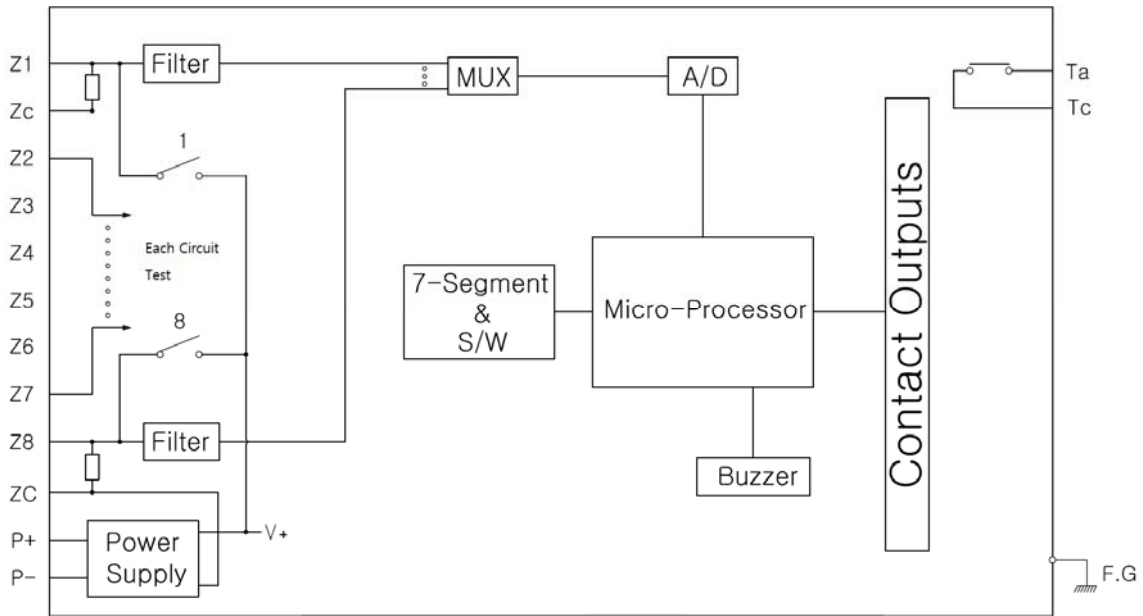 Z1
Filter
MUX
A/D
Ta
Zc
Tc
1
Z2
Z3
Each Circuit
Test
Z4
Z5
7-Segment
&
S/W
Micro-Processor
Contact Outputs
8
Z6
Z7
Z8
Filter
Buzzer
ZC
P+
Power
Supply
V+
P-
F.G